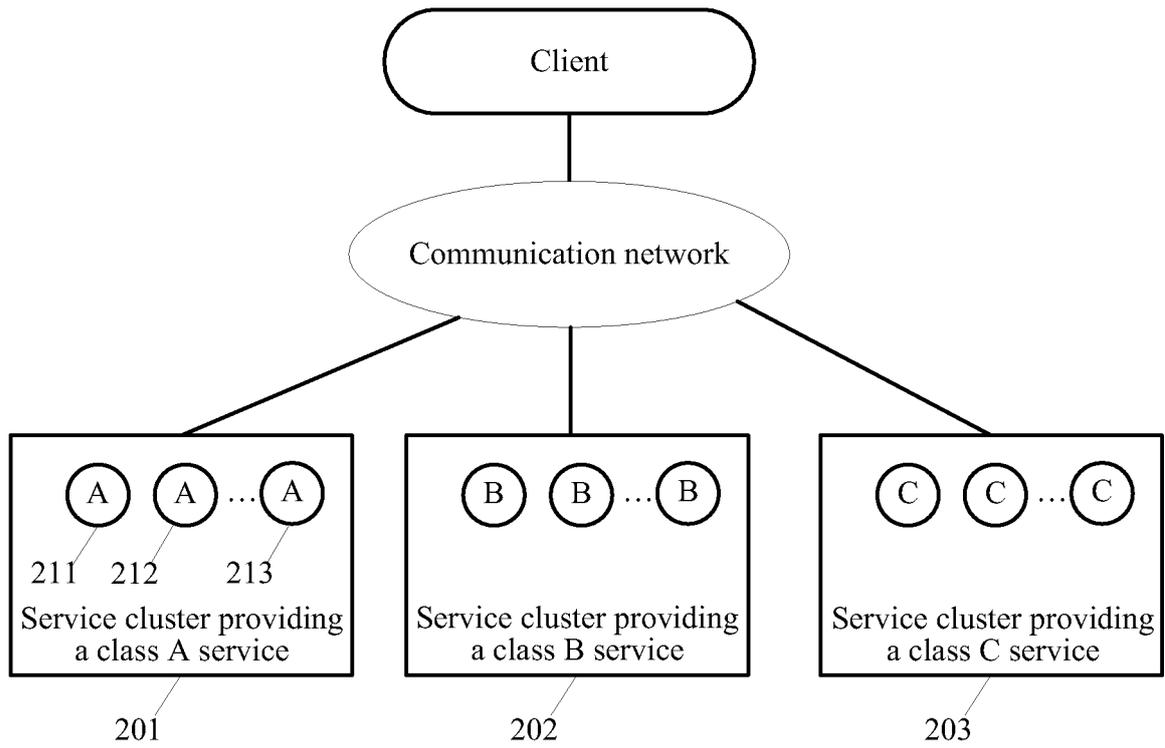 Client
Communication network
A A ... A
B B ... B
C C ... C
211 212 213
Service cluster providing
a class A service
Service cluster providing
a class B service
Service cluster providing
a class C service
201
202
203